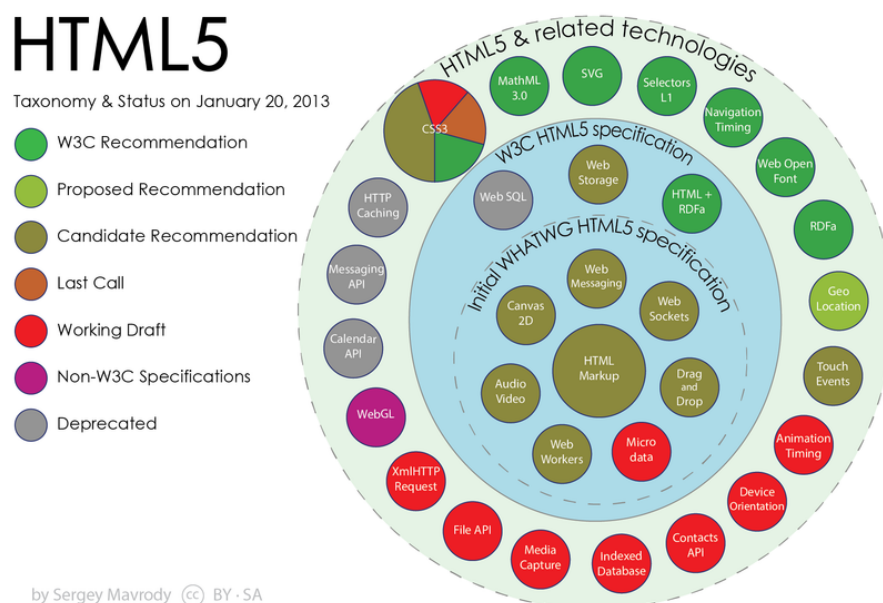 HTML5
Taxonomy & Status on January 20, 2013
W3C Recommendation
Proposed Recommendation
Candidate Recommendation
Last Call
Working Draft
Non-W3C Specifications
Deprecated
by Sergey Mavrody (cc) BY - SA
HTML5 & related technologies
CSS3
MathML
3.0
SVG
Selectors
L1
Navigation
Timing
Web Open
Font
RDFa
Geo
Location
Touch
Events
Animation
Timing
Device
Orientation
Contacts
API
Indexed
Database
Media
Capture
File API
XmlHTTP
Request
WebGL
Calendar
API
Messaging
API
HTTP
Caching
W3C HTML5 specification
Web SQL
Web
Storage
HTML +
RDFa
Initial WHATWG HTML5 specification
Web
Messaging
Canvas
2D
Web
Sockets
HTML
Markup
Audio
Video
Drag
and
Drop
Web
Workers
Micro
data